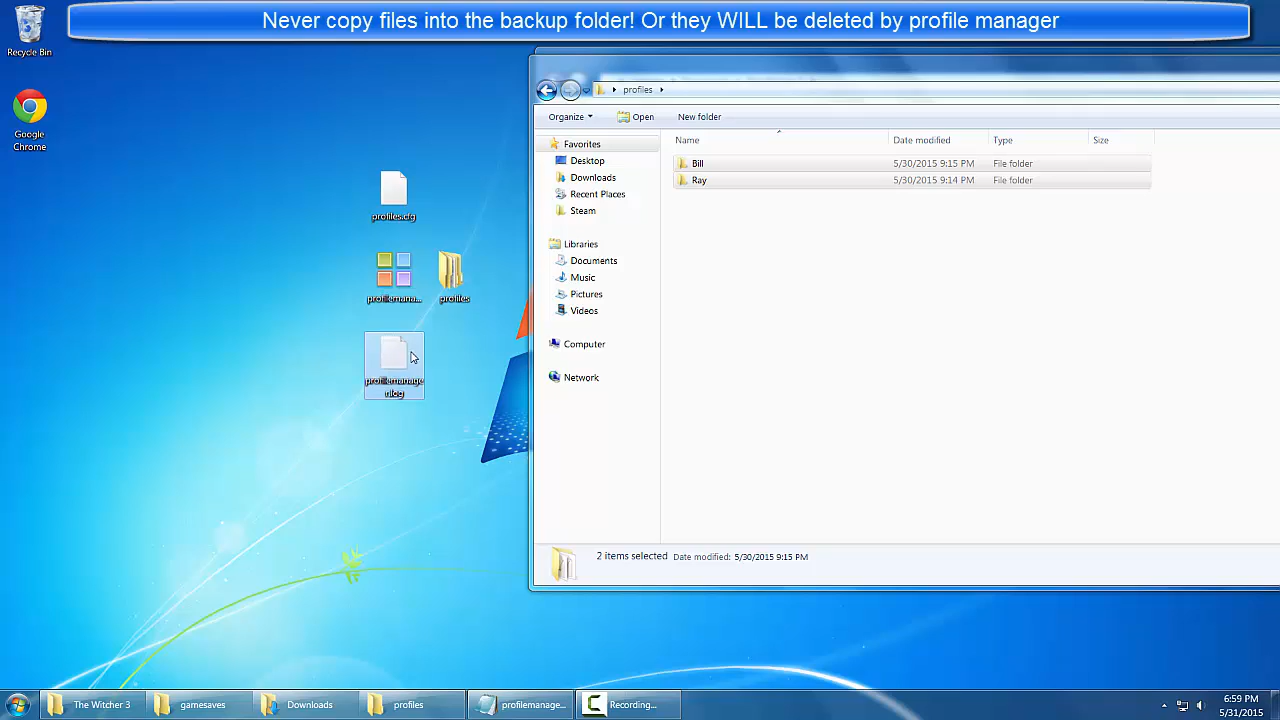 Never copy files into the backup folder! Or they WILL be deleted by profile manager
Recycle Bin
Google
Chrome
profiles.cfg
profilemana...
profiles
profilemanage
r.log
profiles
Organize
Open
New folder
Name
Date modified
Type
Size
Favorites
Desktop
Downloads
Recent Places
Steam
Libraries
Documents
Music
Pictures
Videos
Computer
Network
Bill 5/30/2015 9:15 PM File folder
Ray 5/30/2015 9:14 PM File folder
2 items selected Date modified: 5/30/2015 9:15 PM
The Witcher 3
gamesaves
Downloads
profiles
profilemanage...
Recording...
6:59 PM
5/31/2015